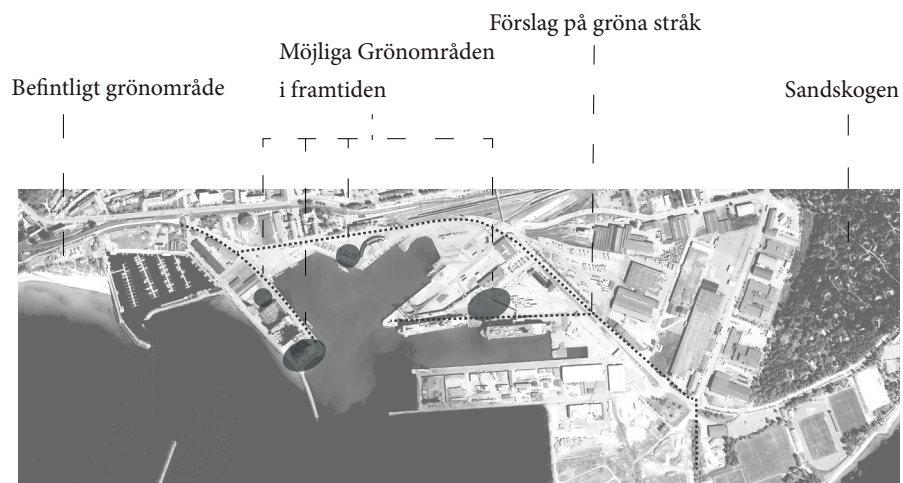 Förslag på gröna stråk
Möjliga Grönområden
i framtiden
Befintligt grönområde
Sandskogen